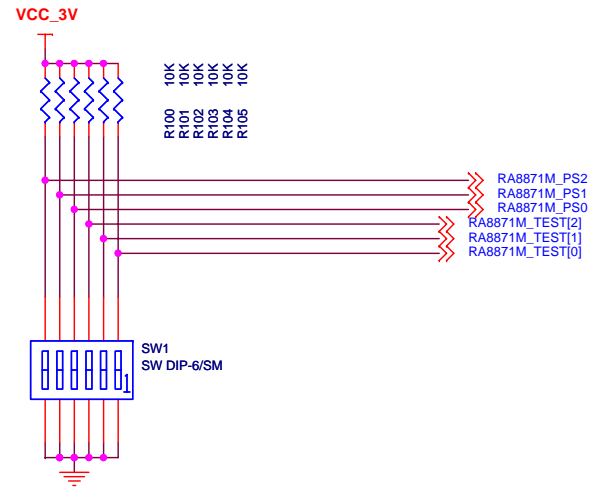 VCC_3V
R100 10K
R101 10K
R102 10K
R103 10K
R104 10K
R105 10K
RA8871M_PS2
RA8871M_PS1
RA8871M_PS0
RA8871M_TEST[2]
RA8871M_TEST[1]
RA8871M_TEST[0]
SW1
SW DIP-6/SM
1